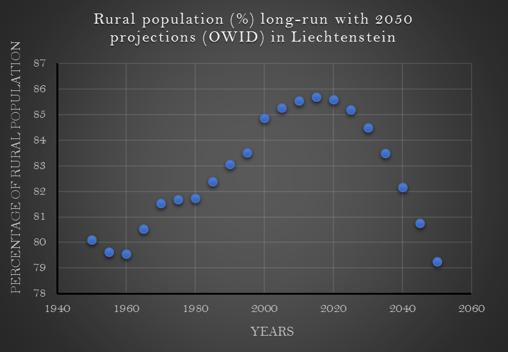 Rural population (%) long-run with 2050
projections (OWID) in Liechtenstein
PERCENTAGE OF RURAL POPULATION
87
86
85
84
83
82
81
80
79
78
1940 1960 1980 2000 2020 2040 2060
YEARS